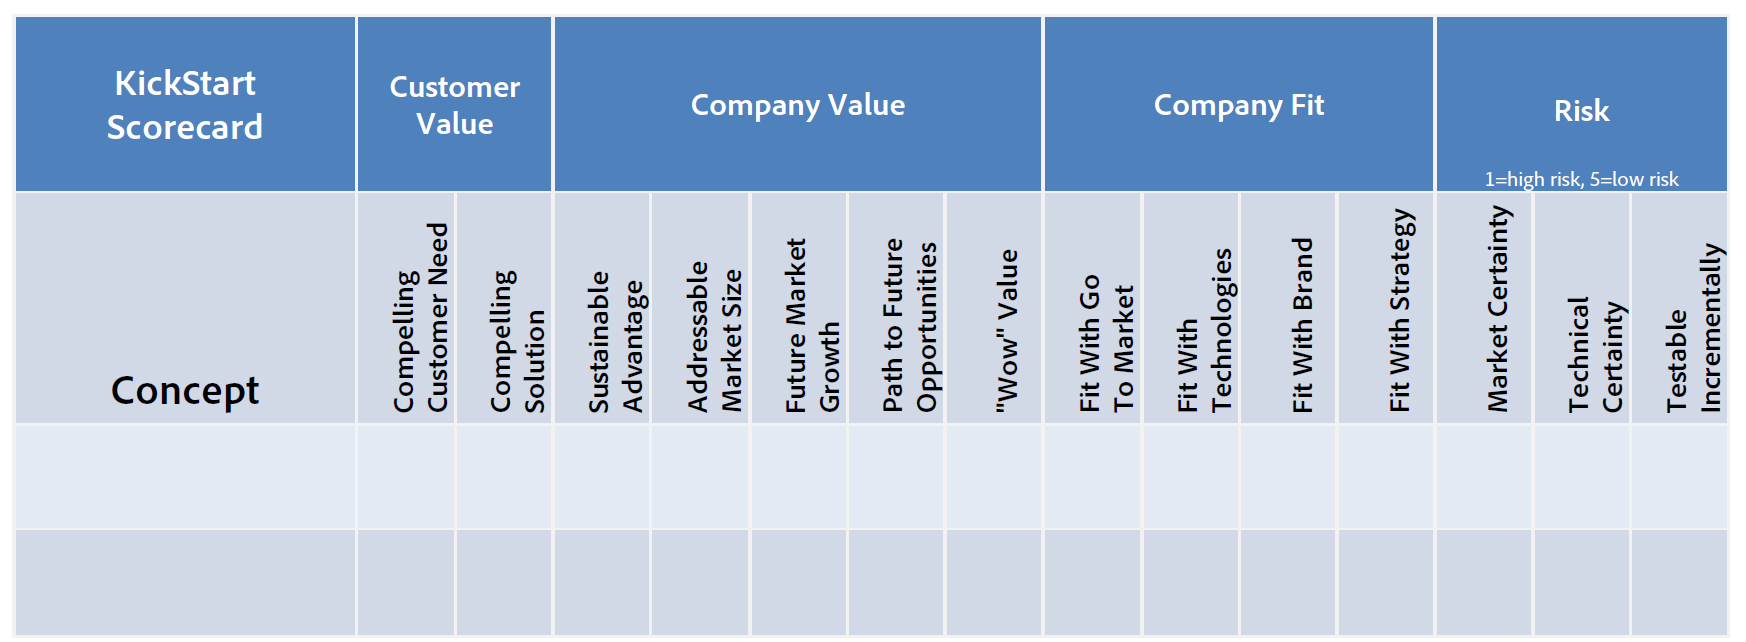 KickStart
Scorecard
Customer
Value
Company Value
Company Fit
Risk
1=high risk, 5=low risk
Concept
Compelling
Customer Need
Compelling
Solution
Sustainable
Advantage
Addressable
Market Size
Future Market
Growth
Path to Future
Opportunities
"Wow" Value
Fit With Go
To Market
Fit With
Technologies
Fit With Brand
Fit With Strategy
Market Certainty
Technical
Certainty
Testable
Incrementally